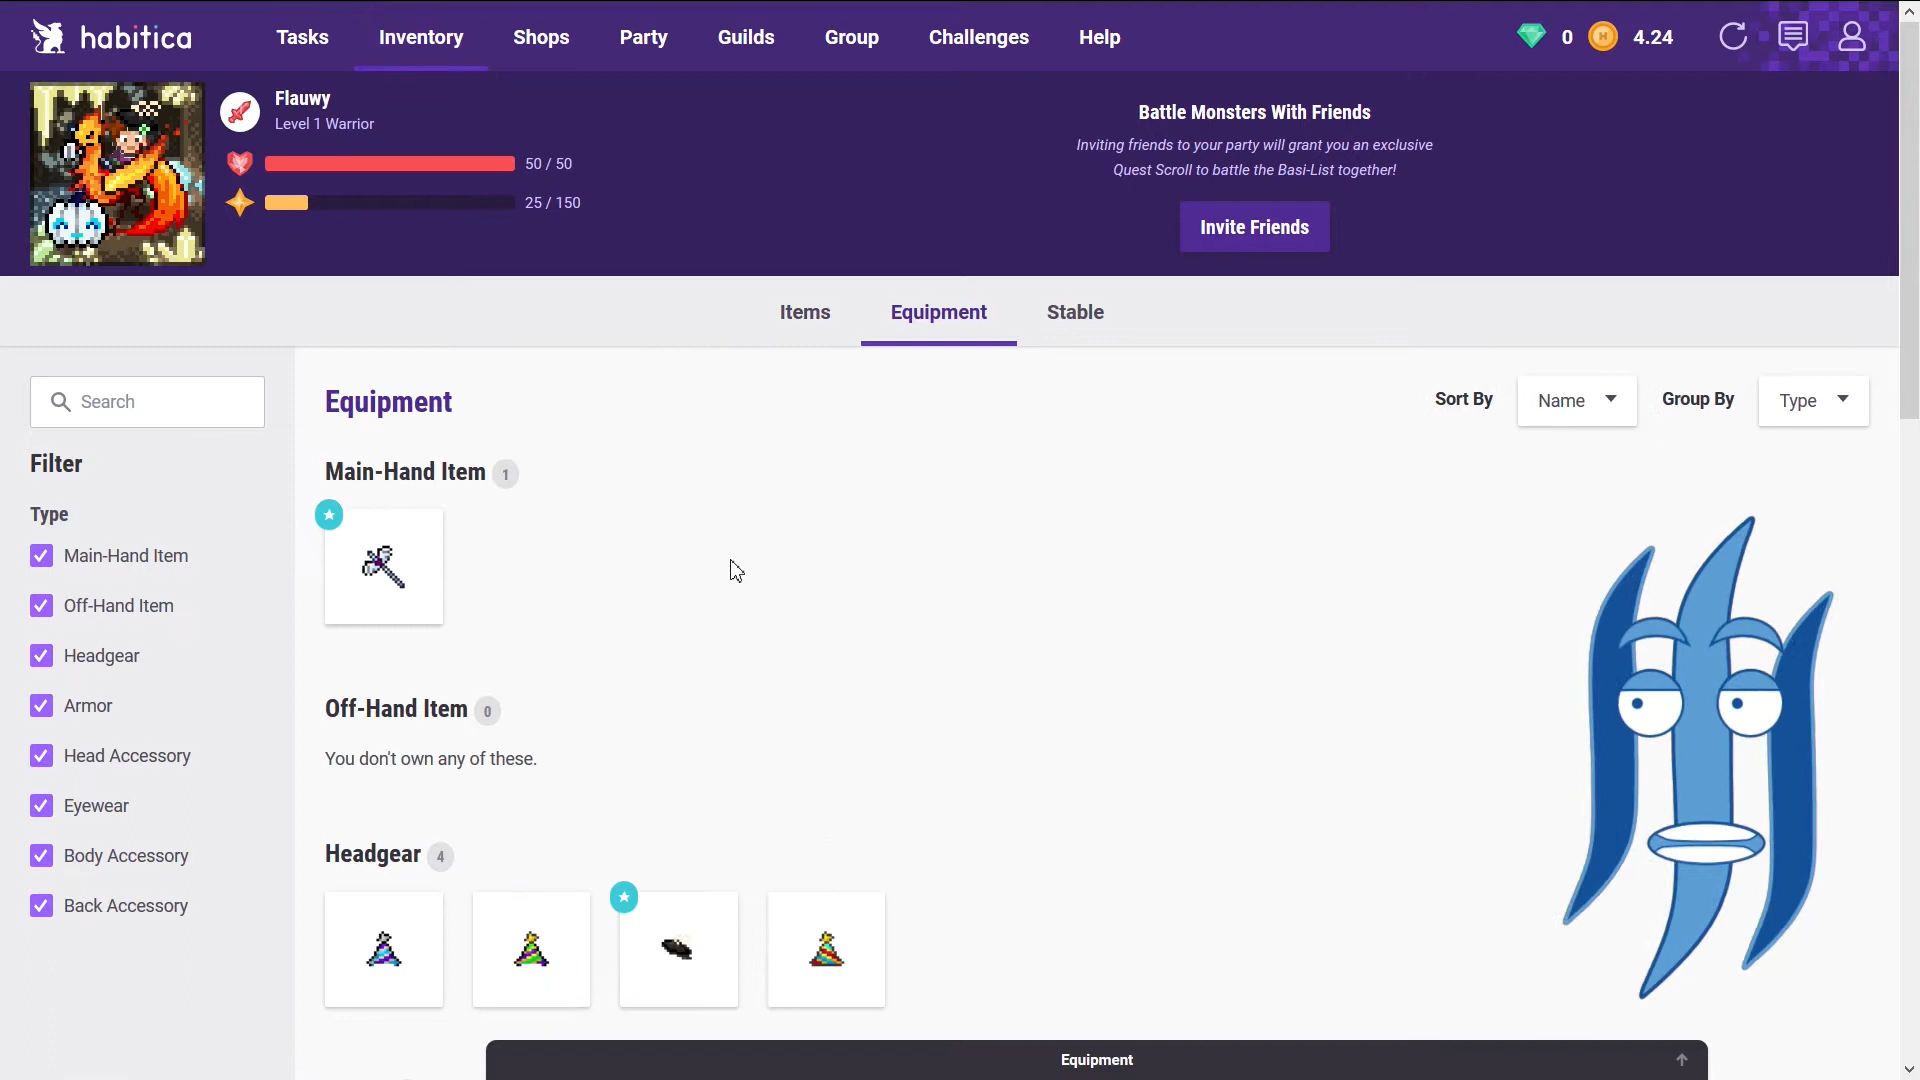 habitica
Tasks
Inventory
Shops
Party
Guilds
Group
Challenges
Help
0
4.24
Flauwy
Level 1 Warrior
50 / 50
25 / 150
Battle Monsters With Friends
Inviting friends to your party will grant you an exclusive
Quest Scroll to battle the Basi-List together!
Invite Friends
Items
Equipment
Stable
Search
Filter
Type
Main-Hand Item
Off-Hand Item
Headgear
Armor
Head Accessory
Eyewear
Body Accessory
Back Accessory
Equipment
Sort By
Name
Group By
Type
Main-Hand Item 1
Off-Hand Item 0
You don't own any of these.
Headgear 4
Equipment